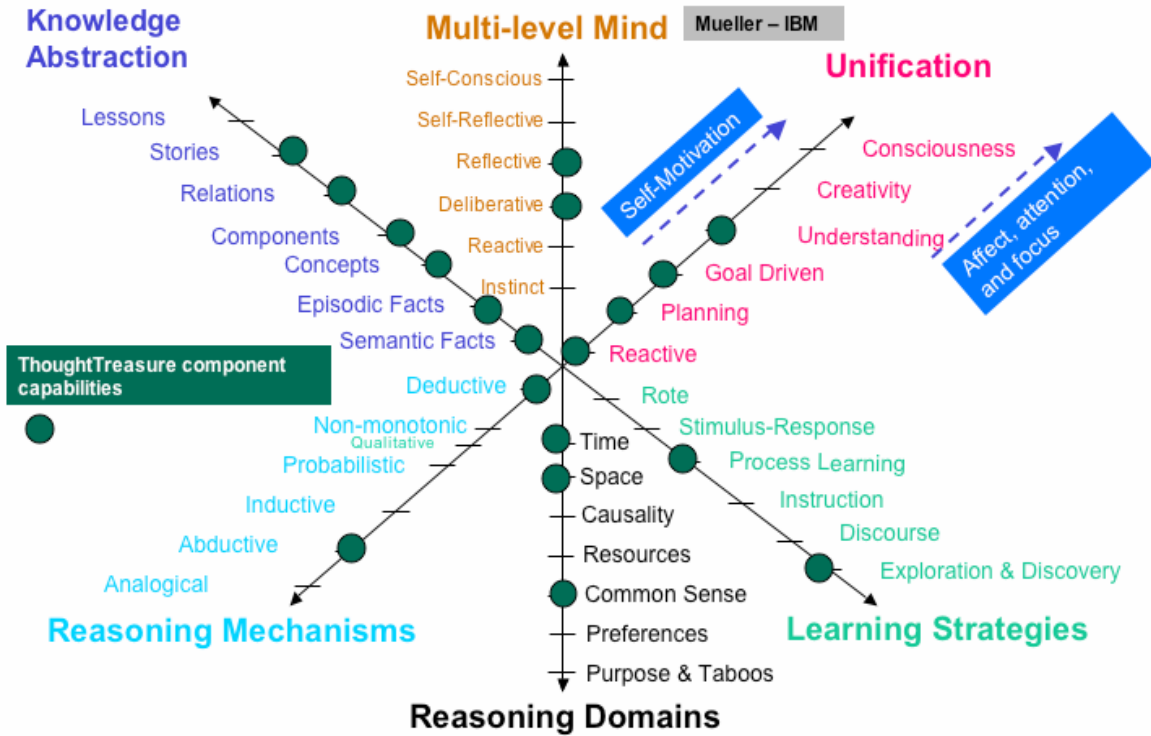 Knowledge
Abstraction
Multi-level Mind
Mueller – IBM
Unification
Lessons
Stories
Relations
Components
Concepts
Episodic Facts
Semantic Facts
Self-Conscious
Self-Reflective
Reflective
Deliberative
Reactive
Instinct
Self-Motivation
Consciousness
Creativity
Understanding
Goal Driven
Planning
Reactive
Affect, attention,
and focus
ThoughtTreasure component
capabilities
Deductive
Non-monotonic
Qualitative
Probabilistic
Inductive
Abductive
Analogical
Reasoning Mechanisms
Time
Space
Causality
Resources
Common Sense
Preferences
Purpose & Taboos
Reasoning Domains
Rote
Stimulus-Response
Process Learning
Instruction
Discourse
Exploration & Discovery
Learning Strategies